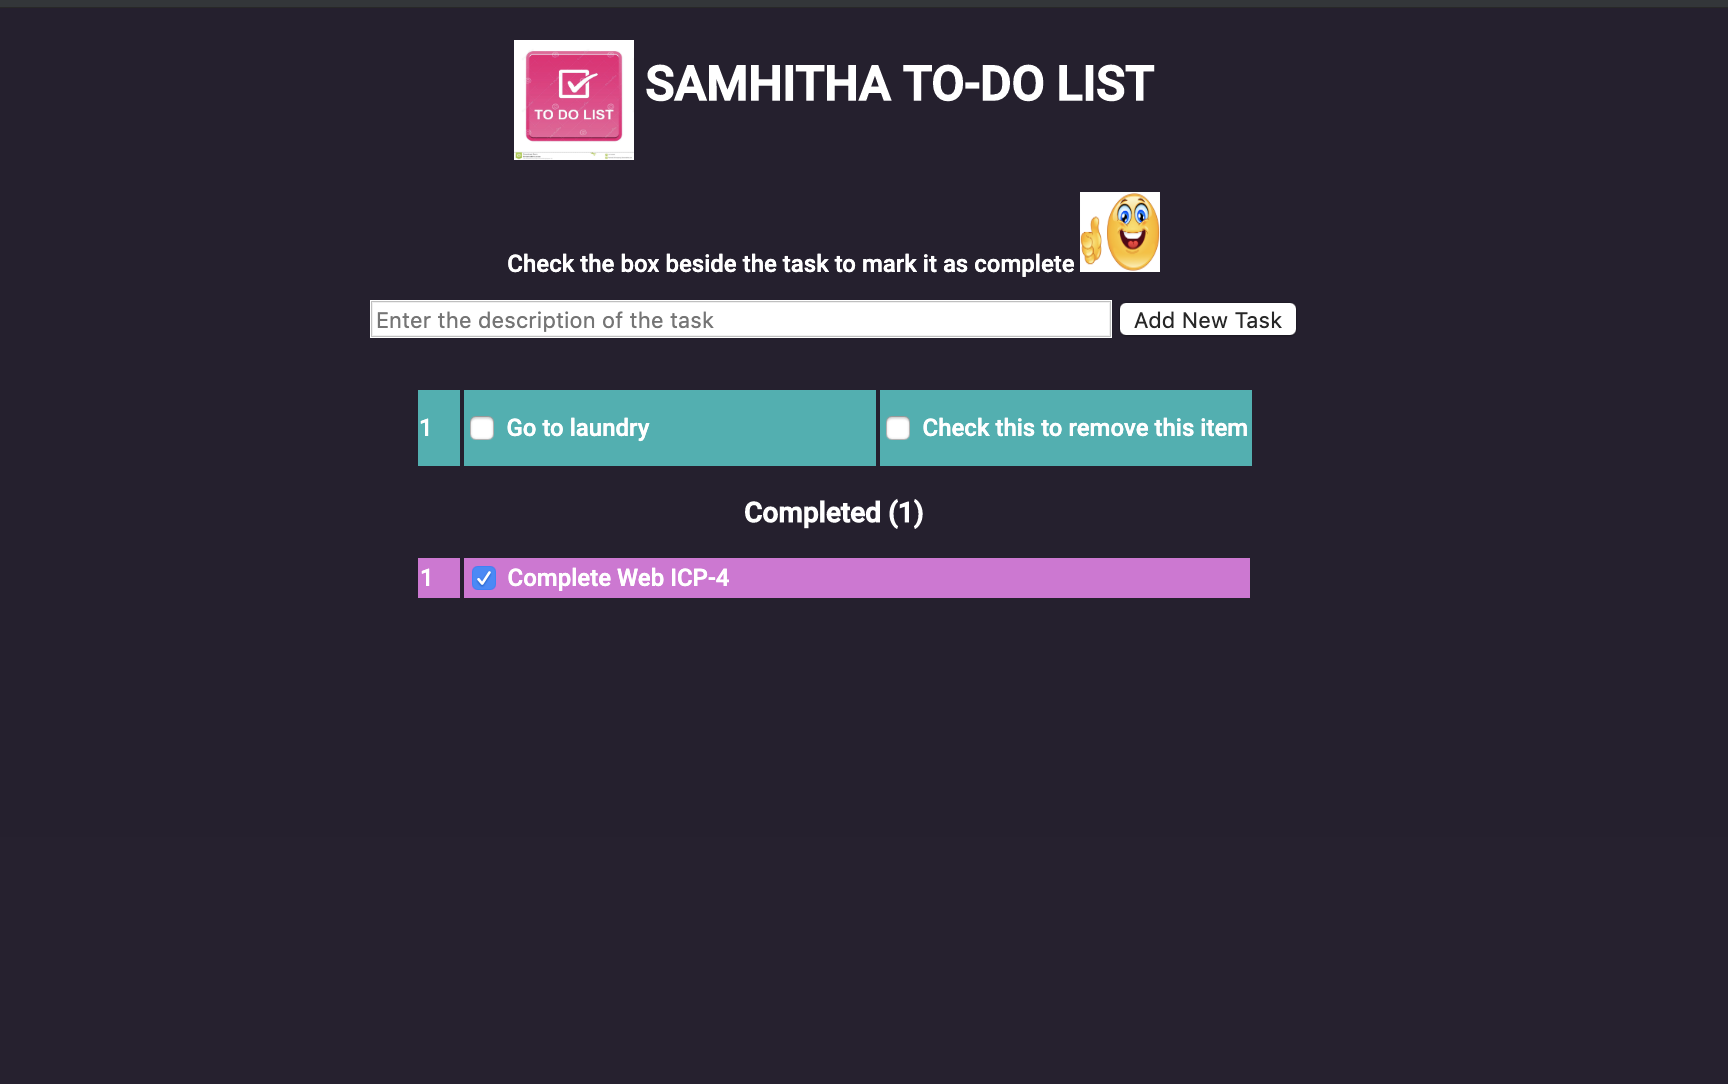 TO DO LIST
SAMHITHA TO-DO LIST
Check the box beside the task to mark it as complete
Enter the description of the task
Add New Task
1 Go to laundry Check this to remove this item
Completed (1)
1 Complete Web ICP-4